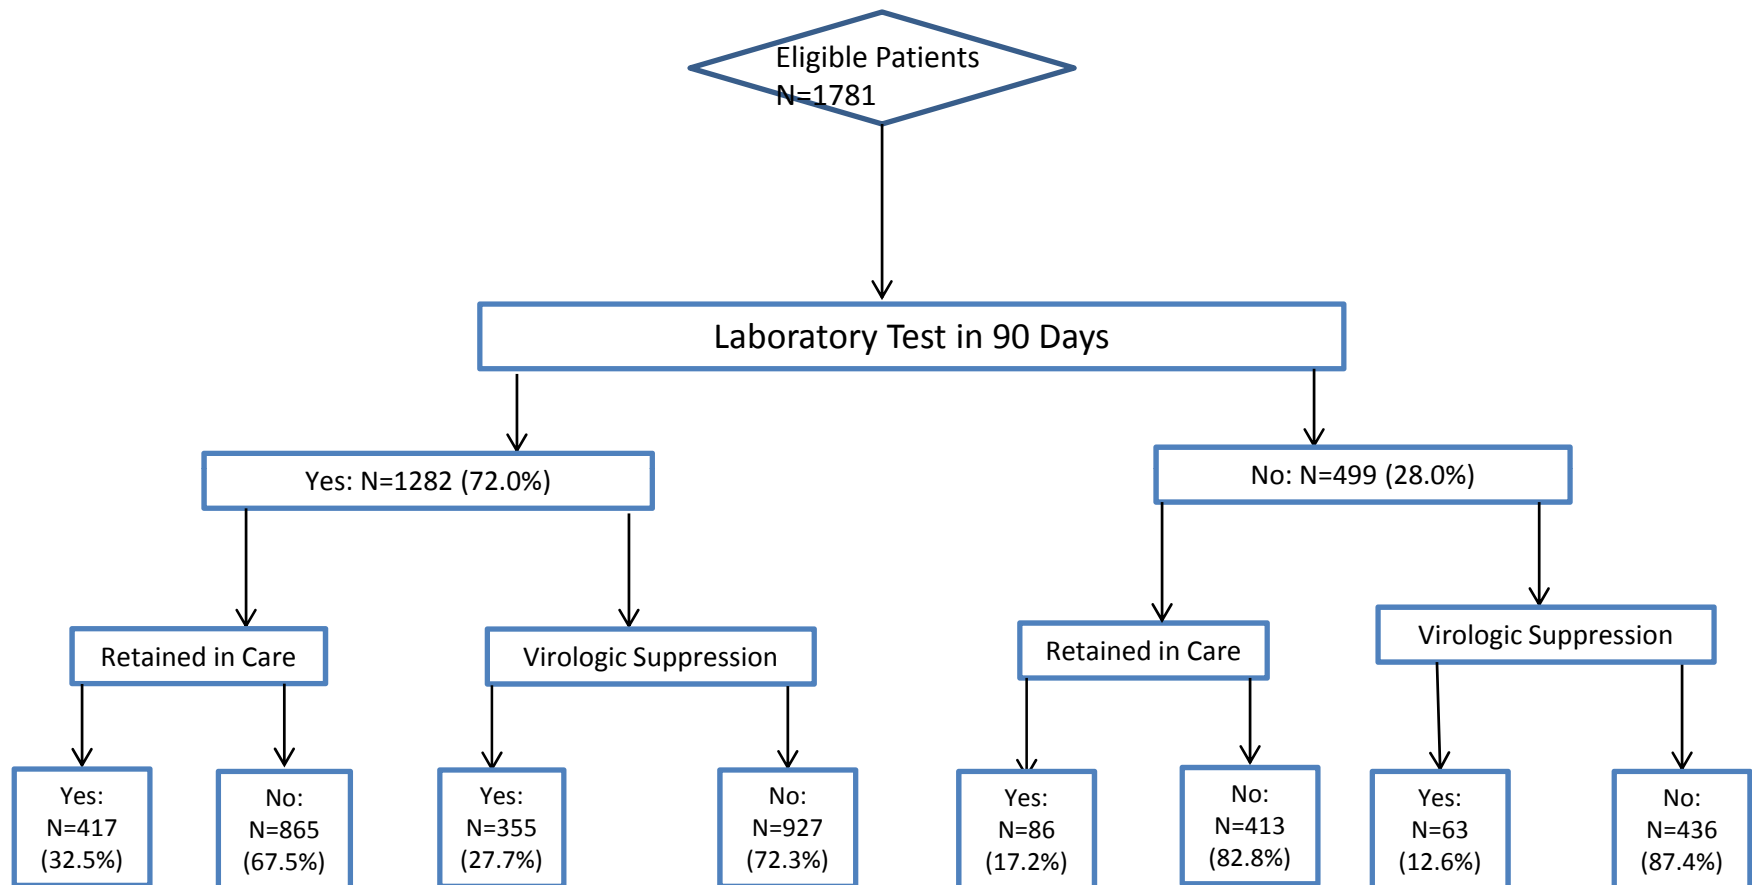 Eligible Patients
N=1781
Laboratory Test in 90 Days
Yes: N=1282 (72.0%)
No: N=499 (28.0%)
Retained in Care
Virologic Suppression
Retained in Care
Virologic Suppression
Yes:
N=417
(32.5%)
No:
N=865
(67.5%)
Yes:
N=355
(27.7%)
No:
N=927
(72.3%)
Yes:
N=86
(17.2%)
No:
N=413
(82.8%)
Yes:
N=63
(12.6%)
No:
N=436
(87.4%)